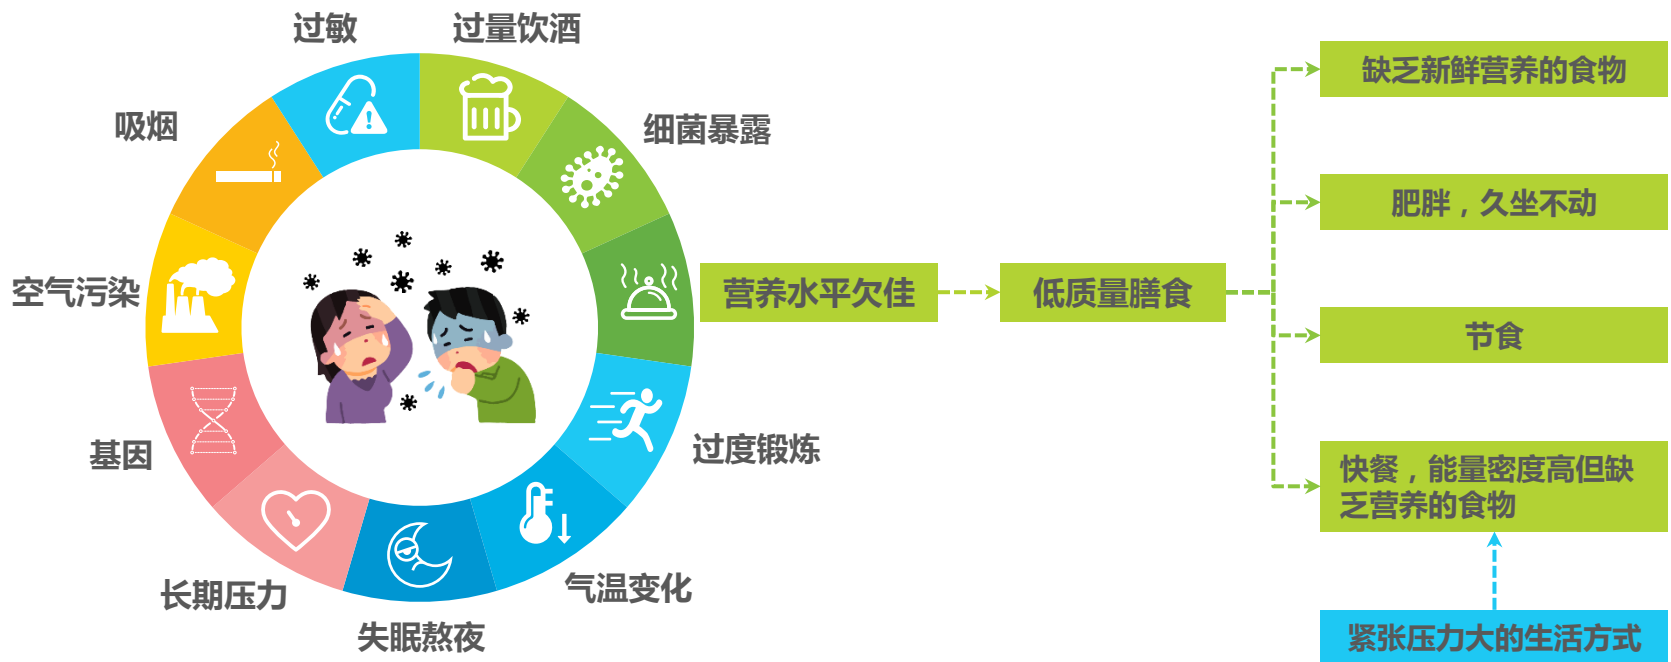 过敏
过量饮酒
细菌暴露
吸烟
空气污染
营养水平欠佳
低质量膳食
缺乏新鲜营养的食物
肥胖，久坐不动
节食
快餐，能量密度高但缺
乏营养的食物
紧张压力大的生活方式
过度锻炼
基因
气温变化
长期压力
失眠熬夜